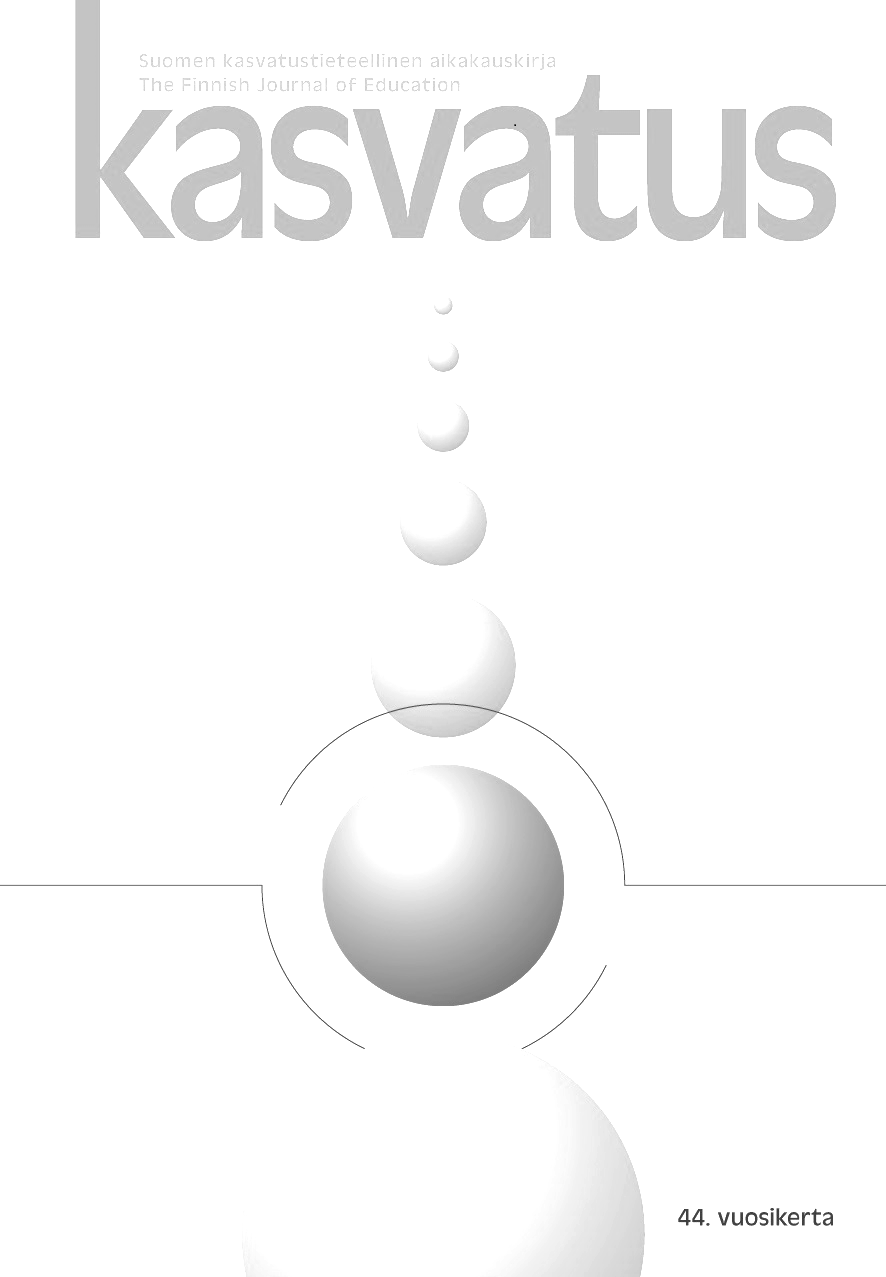 Suomen kasvatustieteellinen aikakauskirja
The Finnish Journal of Education
kasvatus
44. vuosikerta